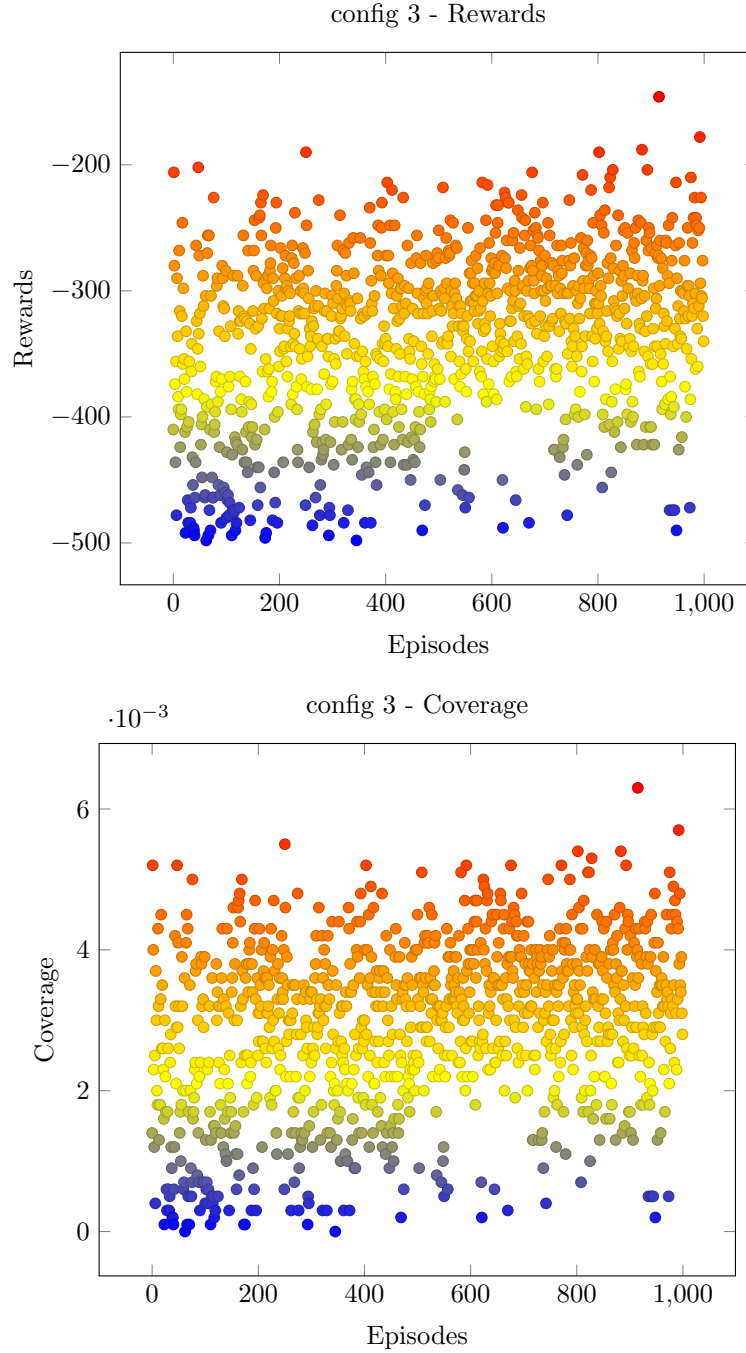 config 3 - Rewards
−200
−300
−400
−500
Rewards
0 200 400 600 800 1,000
Episodes
config 3 - Coverage
·10−3
6
4
2
0
Coverage
0 200 400 600 800 1,000
Episodes